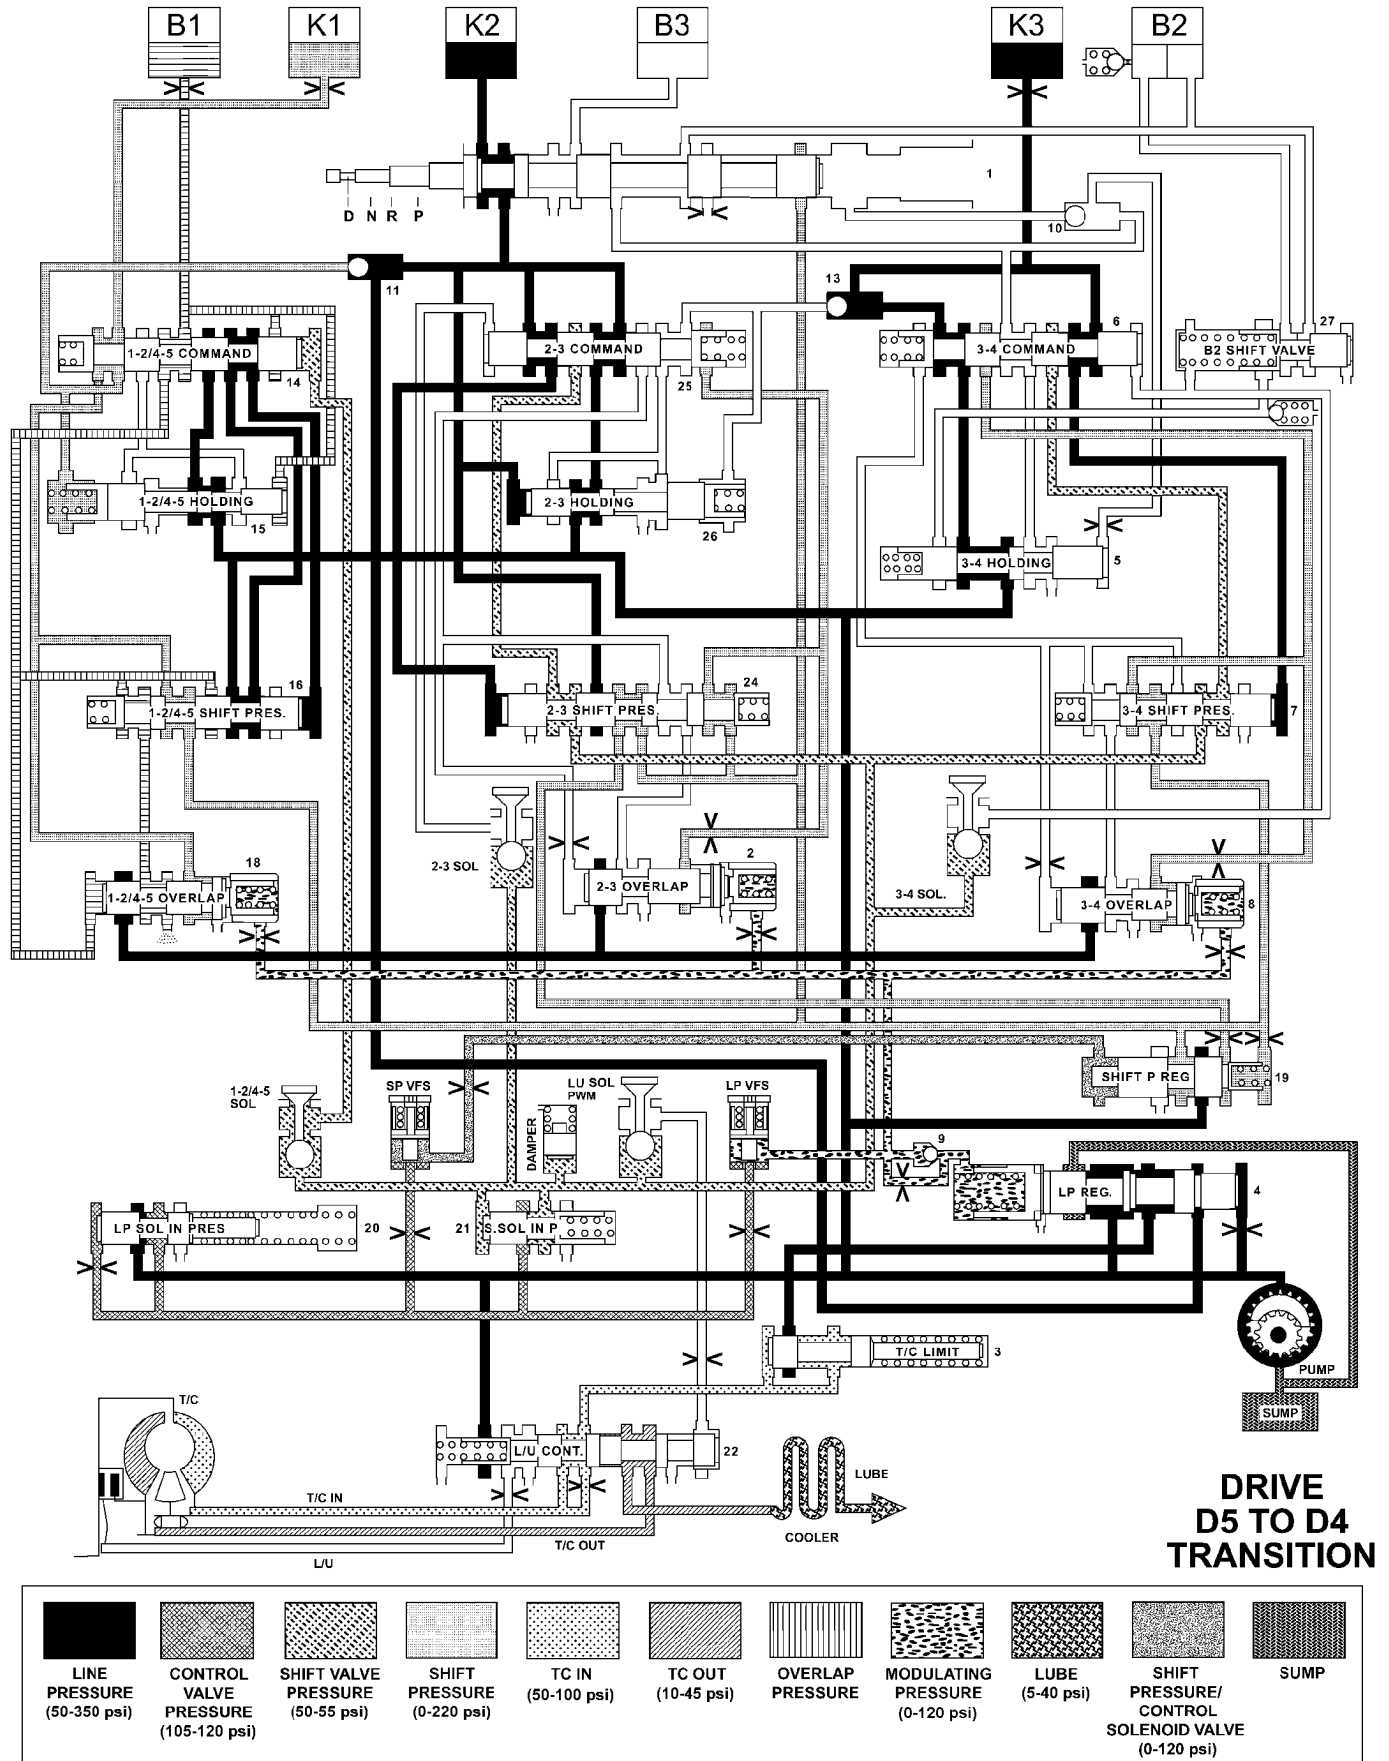 B1
K1
K2
B3
K3
B2
1
D N R P
10
11
13
6
27
1-2/4-5 COMMAND
2-3 COMMAND
3-4 COMMAND
B2 SHIFT VALVE
14
25
1-2/4-5 HOLDING
2-3 HOLDING
15
26
3-4 HOLDING
5
16
24
1-2/4-5 SHIFT PRES.
2-3 SHIFT PRES.
3-4 SHIFT PRES.
7
18
2-3 SOL
2
3-4 SOL.
1-2/4-5 OVERLAP
2-3 OVERLAP
3-4 OVERLAP
8
SHIFT P REG
19
1-2/4-5
SOL
SP VFS
DAMPER
LU SOL
PWM
LP VFS
9
LP REG.
4
LP SOL IN PRES
20
21
S.SOL IN P
T/C LIMIT
3
PUMP
SUMP
T/C
L/U CONT.
22
T/C IN
T/C OUT
L/U
LUBE
COOLER
DRIVE
D5 TO D4
TRANSITION
LINE
PRESSURE
(50-350 psi)
CONTROL
VALVE
PRESSURE
(105-120 psi)
SHIFT VALVE
PRESSURE
(50-55 psi)
SHIFT
PRESSURE
(0-220 psi)
TC IN
(50-100 psi)
TC OUT
(10-45 psi)
OVERLAP
PRESSURE
MODULATING
PRESSURE
(0-120 psi)
LUBE
(5-40 psi)
SHIFT
PRESSURE/
CONTROL
SOLENOID VALVE
(0-120 psi)
SUMP